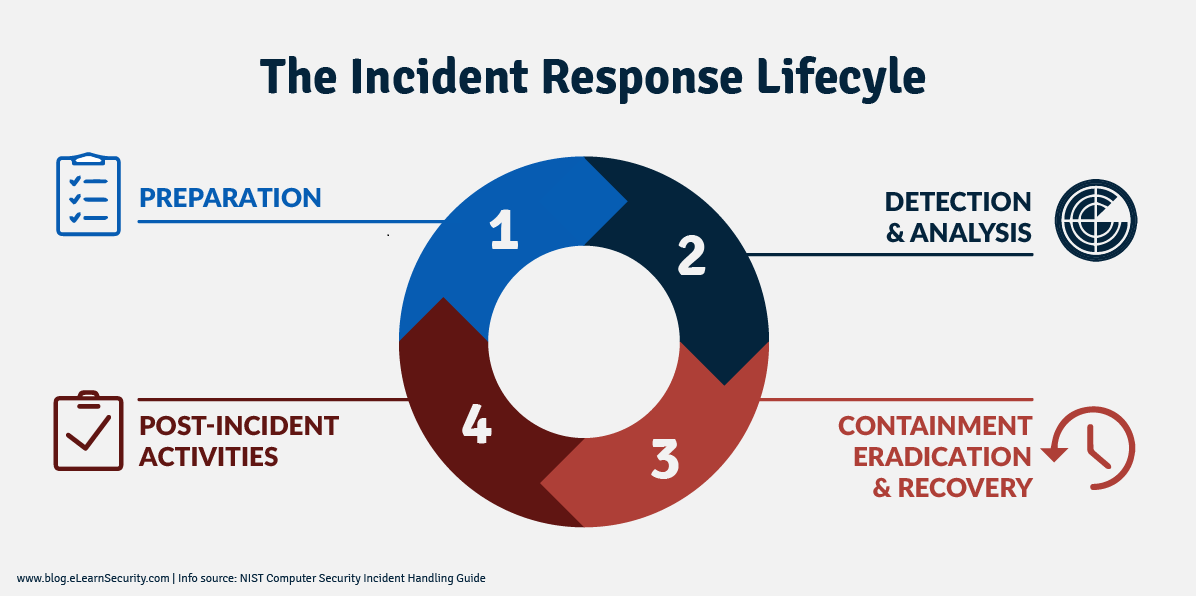 The Incident Response Lifecyle
PREPARATION
1
DETECTION
& ANALYSIS
2
CONTAINMENT
ERADICATION
& RECOVERY
3
POST-INCIDENT
ACTIVITIES
4
www.blog.eLearnSecurity.com | Info source: NIST Computer Security Incident Handling Guide